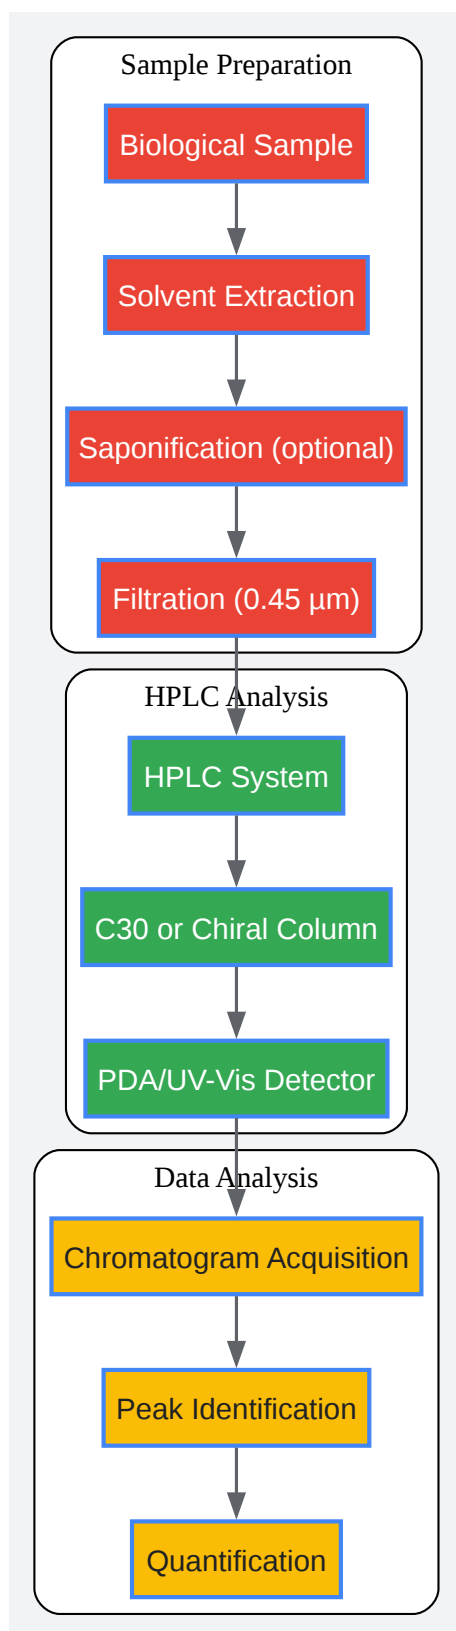 Sample Preparation
Biological Sample
Solvent Extraction
Saponification (optional)
Filtration (0.45 µm)
HPLC Analysis
HPLC System
C30 or Chiral Column
PDA/UV-Vis Detector
Data Analysis
Chromatogram Acquisition
Peak Identification
Quantification